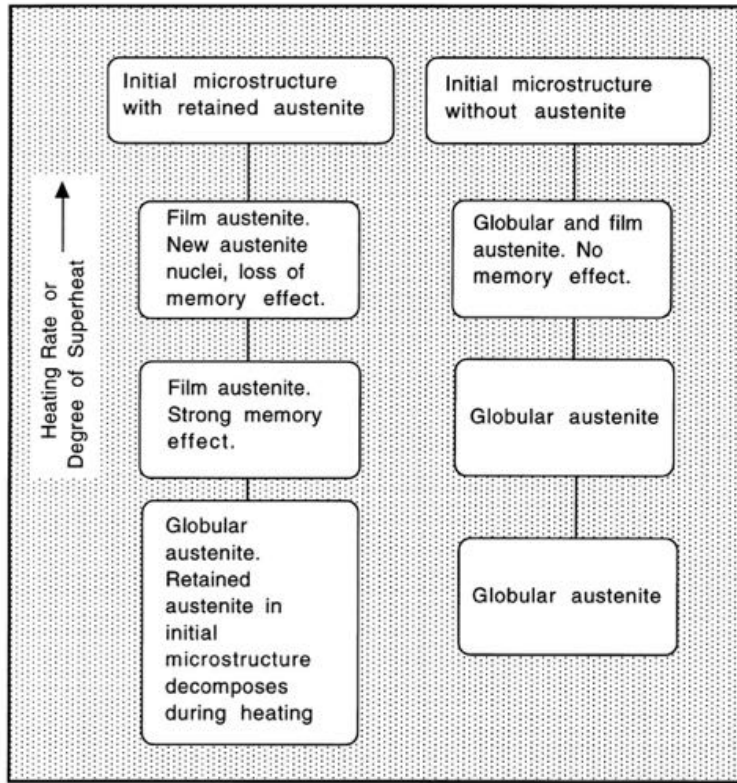 Initial microstructure
with retained austenite
Initial microstructure
without austenite
Heating Rate or
Degree of Superheat
Film austenite.
New austenite
nuclei, loss of
memory effect.
Globular and film
austenite. No
memory effect.
Film austenite.
Strong memory
effect.
Globular austenite
Globular
austenite.
Retained
austenite in
initial
microstructure
decomposes
during heating
Globular austenite